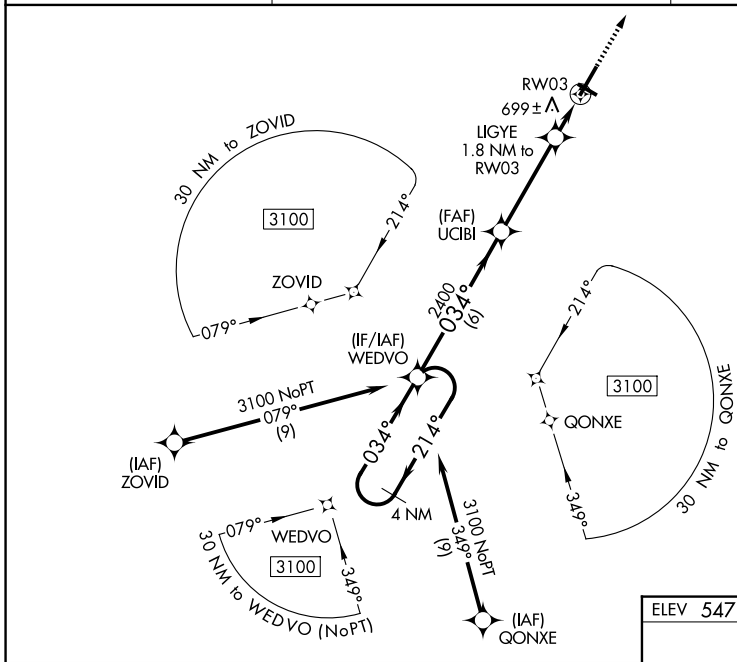 RW03
699±
LIGYE
1.8 NM to
RW03
30 NM to ZOVID
3100
214°
(FAF)
UCIBI
ZOVID
079°
2400
034°
(6)
214°
3100
QONXE
349°
30 NM to QONXE
(IF/IAF)
WEDVO
3100 NoPT
079°
(9)
034°
214°
4 NM
(IAF)
ZOVID
079°
WEDVO
3100
349°
30 NM to WEDVO (NoPT)
3100 NoPT
349°
(9)
(IAF)
QONXE
ELEV 547